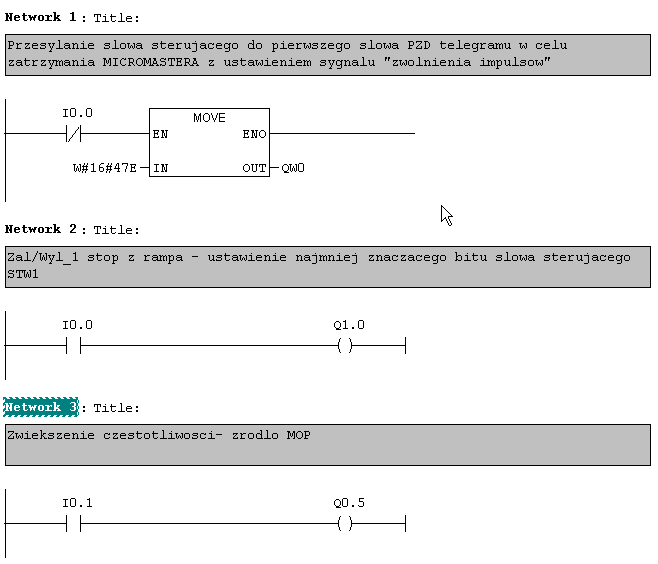 Network 1 : Title:
Przesylanie slowa sterujacego do pierwszego slowa PZD telegramu w celu
zatrzymania MICROMASTERA z ustawieniem sygnalu "zwolnienia impulsow"
I0.0
MOVE
EN ENO
W#16#47E IN OUT QW0
Network 2 : Title:
Zal/Wyl_1 stop z rampa - ustawienie najmniej znaczacego bitu slowa sterujacego
STW1
I0.0 Q1.0
Network 3 : Title:
Zwiekszenie czestotliwosci- zrodlo MOP
I0.1 Q0.5